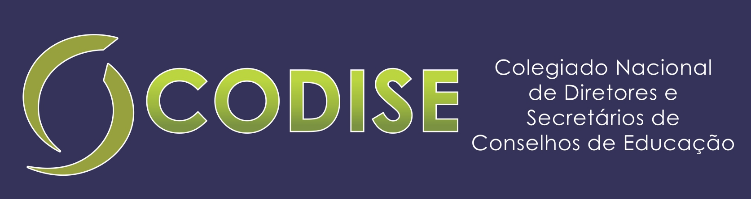 CODISE
Colegiado Nacional
de Diretores e
Secretários de
Conselhos de Educação